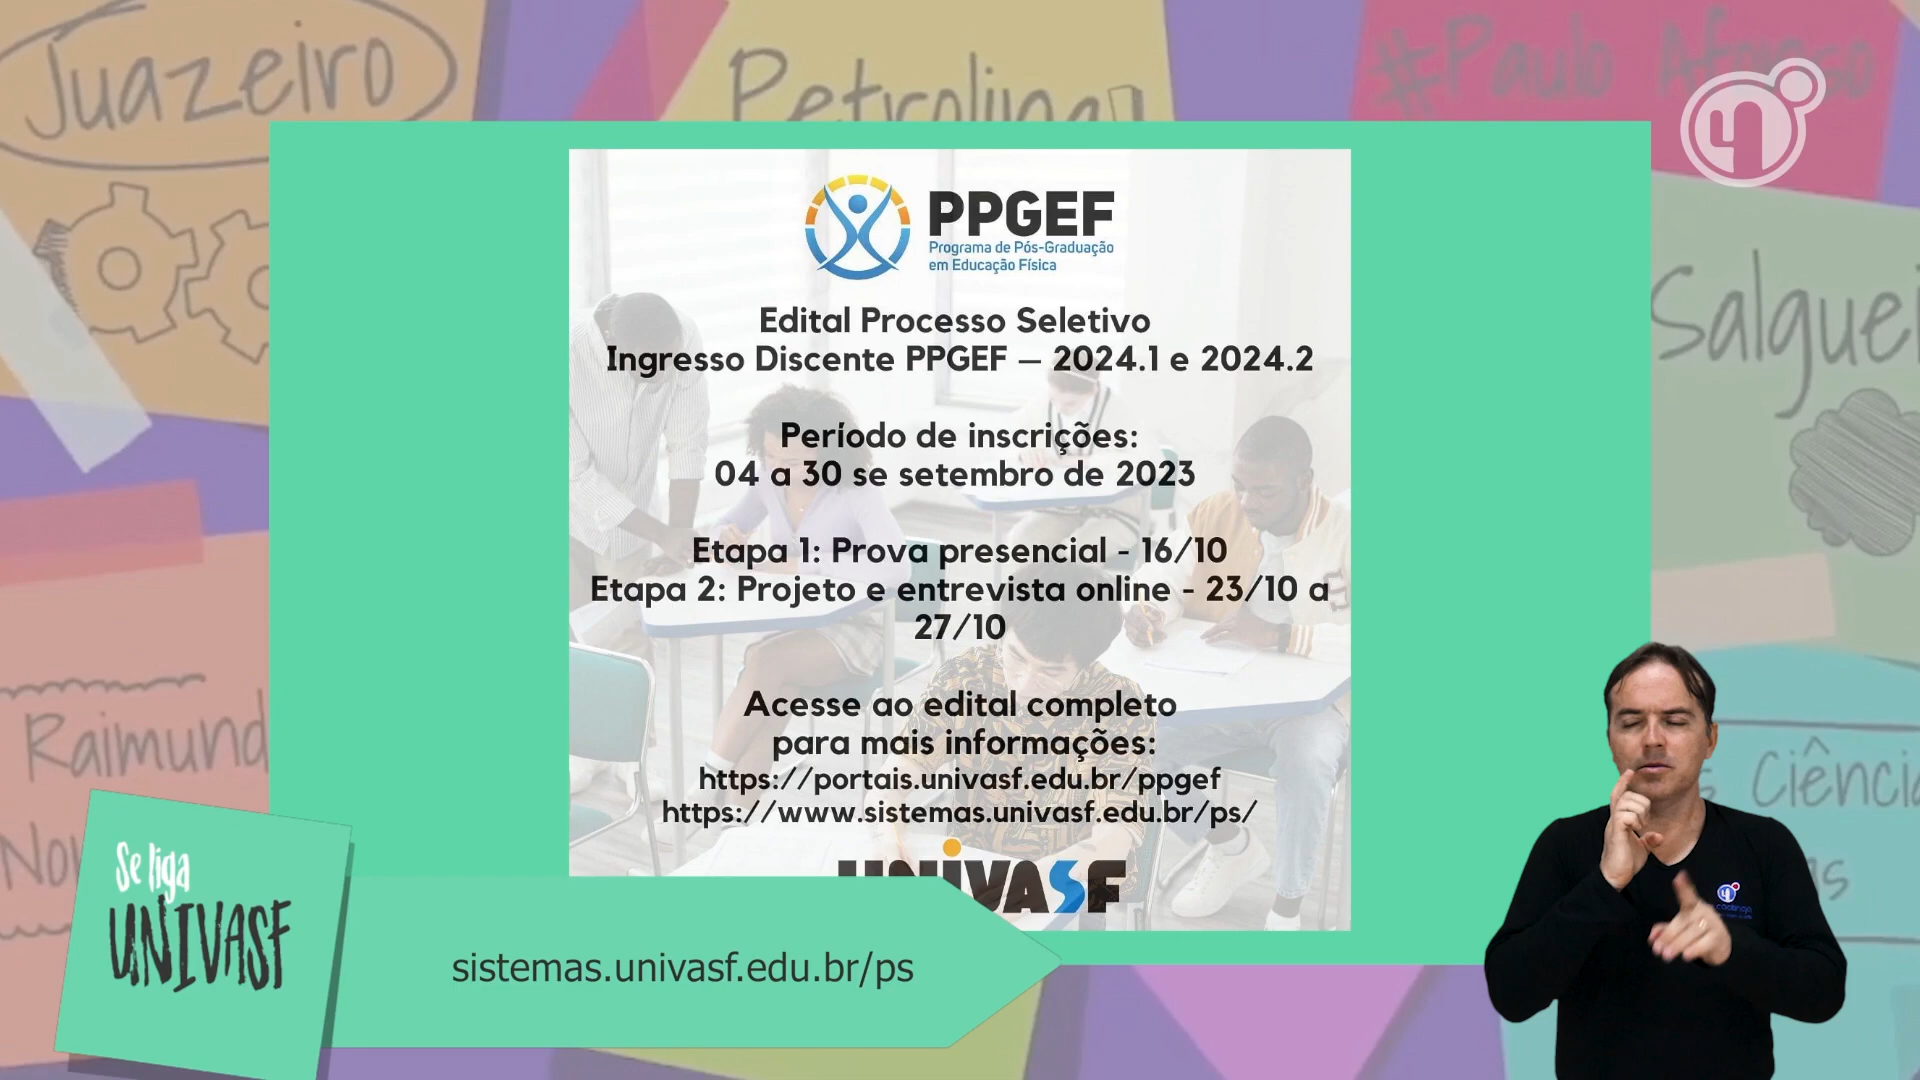 Juazeiro
Petrolina
#Paulo Afonso
PPGEF
Programa de Pós-Graduação
em Educação Física
Edital Processo Seletivo
Ingresso Discente PPGEF – 2024.1 e 2024.2
Salguei
Período de inscrições:
04 a 30 se setembro de 2023
Etapa 1: Prova presencial - 16/10
Etapa 2: Projeto e entrevista online - 23/10 a
27/10
Acesse ao edital completo
para mais informações:
https://portais.univasf.edu.br/ppgef
https://www.sistemas.univasf.edu.br/ps/
Raimund
Ciência
No
as
UNIVASF
Se liga
UNIVASF
sistemas.univasf.edu.br/ps